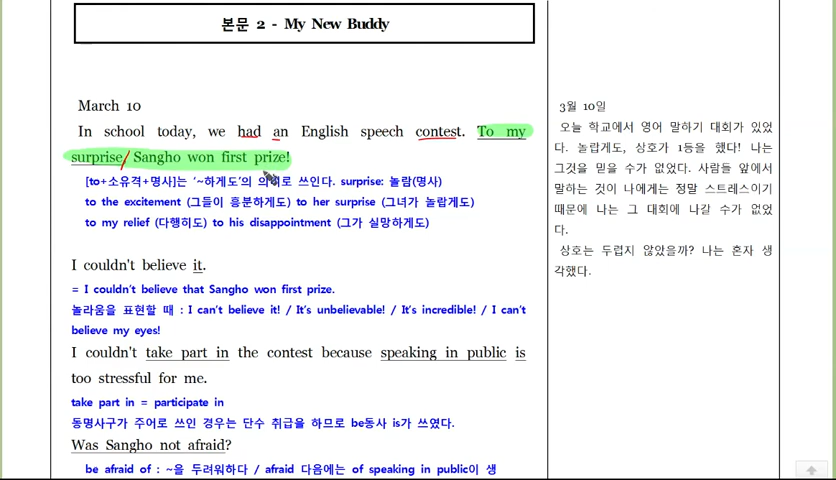 본문 2 - My New Buddy
March 10
In school today, we had an English speech contest. To my
surprise, Sangho won first prize!
[to+소유격+명사]는 '~하게도'의 의미로 쓰인다. surprise: 놀람(명사)
to the excitement (그들이 흥분하게도) to her surprise (그녀가 놀랍게도)
to my relief (다행히도) to his disappointment (그가 실망하게도)
I couldn't believe it.
= I couldn't believe that Sangho won first prize.
놀라움을 표현할 때 : I can't believe it! / It's unbelievable! / It's incredible! / I can't
believe my eyes!
I couldn't take part in the contest because speaking in public is
too stressful for me.
take part in = participate in
동명사구가 주어로 쓰인 경우는 단수 취급을 하므로 be동사 is가 쓰였다.
Was Sangho not afraid?
be afraid of : ~을 두려워하다 / afraid 다음에는 of speaking in public이 생
3월 10일
오늘 학교에서 영어 말하기 대회가 있었
다. 놀랍게도, 상호가 1등을 했다! 나는
그것을 믿을 수가 없었다. 사람들 앞에서
말하는 것이 나에게는 정말 스트레스이기
때문에 나는 그 대회에 나갈 수가 없었
다.
상호는 두렵지 않았을까? 나는 혼자 생
각했다.